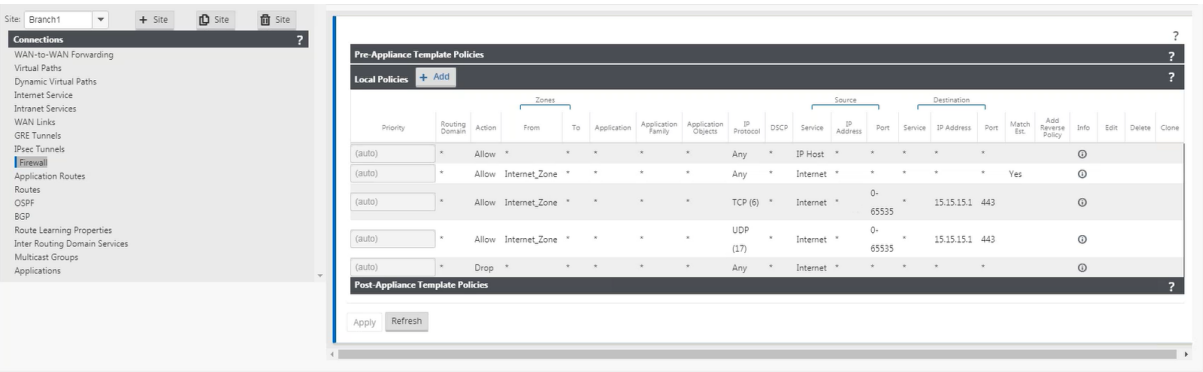 Site: Branch1 + Site Site Site
Connections ?
WAN-to-WAN Forwarding
Virtual Paths
Dynamic Virtual Paths
Internet Service
Intranet Services
WAN Links
GRE Tunnels
IPsec Tunnels
Firewall
Application Routes
Routes
OSPF
BGP
Route Learning Properties
Inter Routing Domain Services
Multicast Groups
Applications
?
Pre-Appliance Template Policies ?
Local Policies + Add ?
Zones Source Destination
Priority Routing Domain Action From To Application Application Family Application Objects IP Protocol DSCP Service IP Address Port Service IP Address Port Match Est. Add Reverse Policy Info Edit Delete Clone
(auto) * Allow * * * * * Any * IP Host * * * * *
(auto) * Allow Internet_Zone * * * * Any * Internet * * * * * Yes
(auto) * Allow Internet_Zone * * * * TCP (6) * Internet * 0-65535 * 15.15.15.1 443
(auto) * Allow Internet_Zone * * * * UDP (17) * Internet * 0-65535 * 15.15.15.1 443
(auto) * Drop * * * * * Any * Internet * * * * *
Post-Appliance Template Policies ?
Apply Refresh